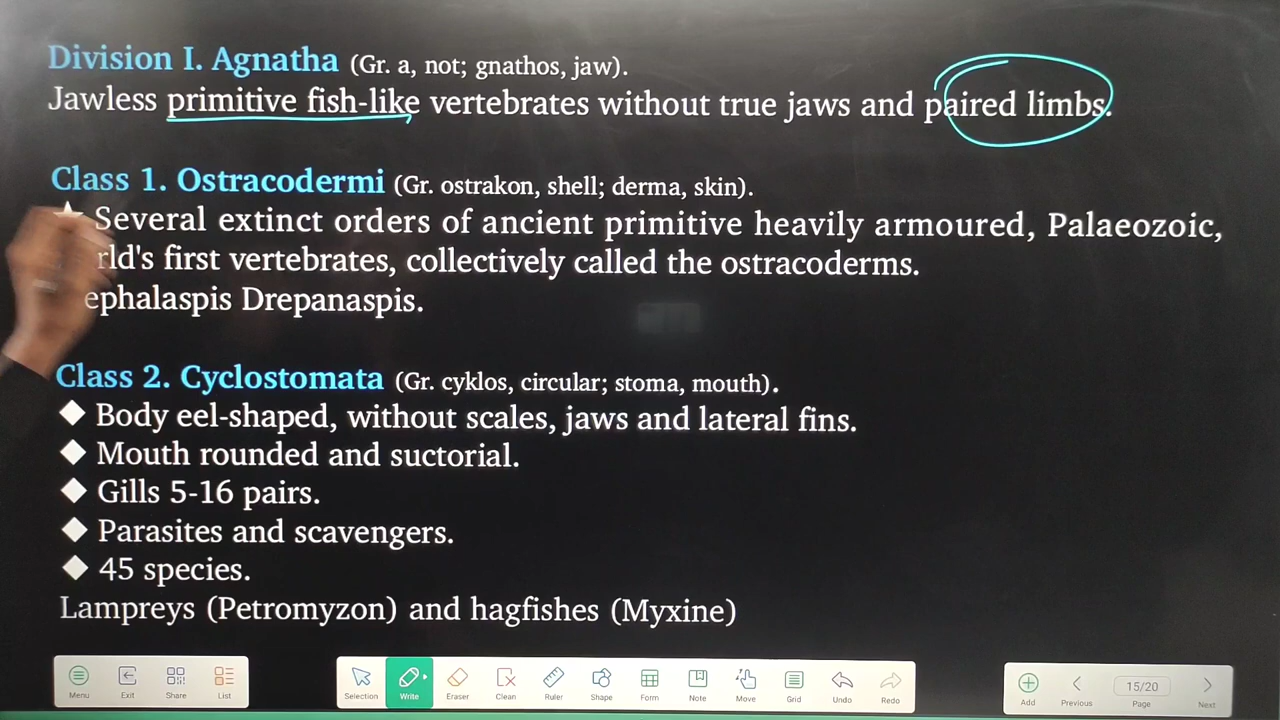 Division I. Agnatha (Gr. a, not; gnathos, jaw).
Jawless primitive fish-like vertebrates without true jaws and paired limbs.
Class 1. Ostracodermi (Gr. ostrakon, shell; derma, skin).
Several extinct orders of ancient primitive heavily armoured, Palaeozoic,
first vertebrates, collectively called the ostracoderms.
Drepanaspis.
Class 2. Cyclostomata (Gr. cyklos, circular; stoma, mouth).
◆ Body eel-shaped, without scales, jaws and lateral fins.
◆ Mouth rounded and suctorial.
◆ Gills 5-16 pairs.
◆ Parasites and scavengers.
◆ 45 species.
Lampreys (Petromyzon) and hagfishes (Myxine)
Menu Exit Share List Selection Write Eraser Clean Ruler Shape Form Note Move Grid Undo Redo Add Previous 15/20 Page Next